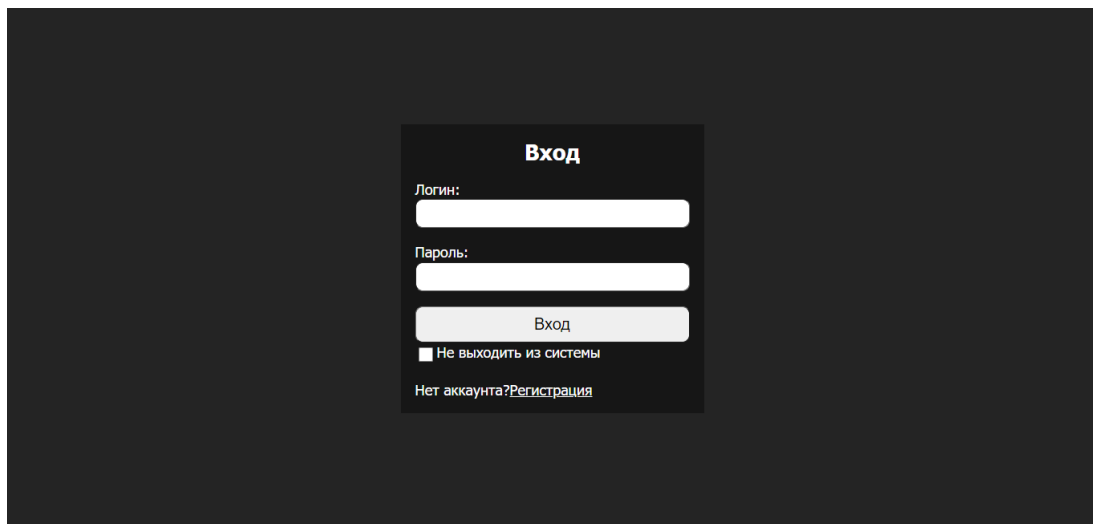 Вход
Логин:
Пароль:
Вход
Не выходить из системы
Нет аккаунта?Регистрация